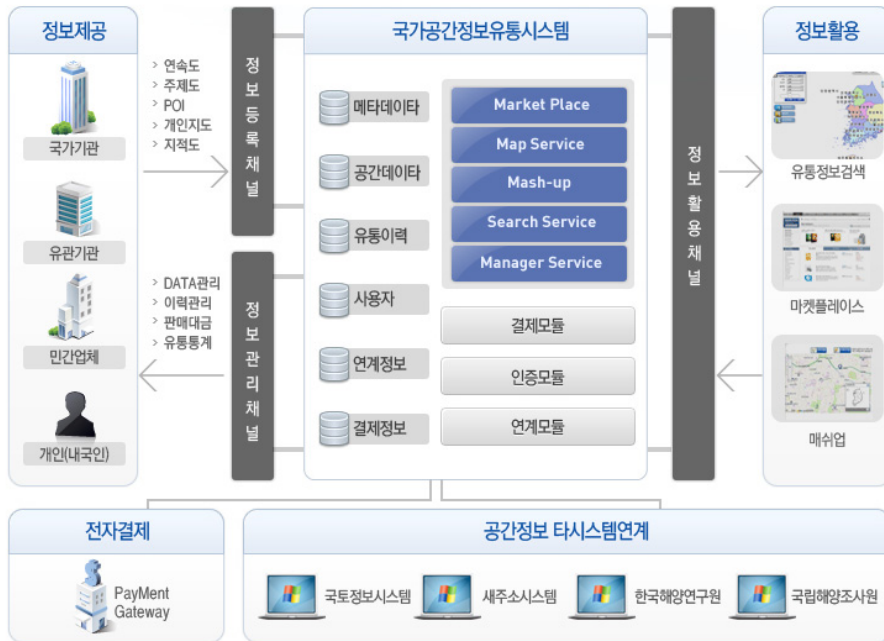 정보제공
국가기관
유관기관
민간업체
개인(내국인)
> 연속도
> 주제도
> POI
> 개인지도
> 지적도
> DATA관리
> 이력관리
> 판매대금
> 유통통계
정보등록채널
정보관리채널
국가공간정보유통시스템
메타데이타
공간데이타
유통이력
사용자
연계정보
결제정보
Market Place
Map Service
Mash-up
Search Service
Manager Service
결제모듈
인증모듈
연계모듈
정보활용채널
정보활용
유통정보검색
마켓플레이스
매쉬업
전자결제
PayMent
Gateway
공간정보 타시스템연계
국토정보시스템
새주소시스템
한국해양연구원
국립해양조사원